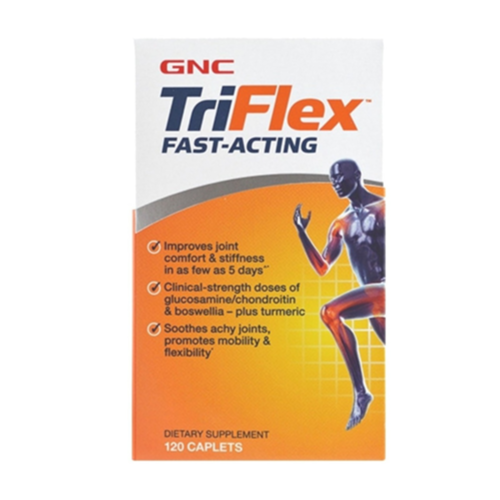 GNC
TriFlex™
FAST-ACTING
Improves joint
comfort & stiffness
in as few as 5 days*^
Clinical-strength doses of
glucosamine/chondroitin
& boswellia – plus turmeric
Soothes achy joints,
promotes mobility &
flexibility*
DIETARY SUPPLEMENT
120 CAPLETS